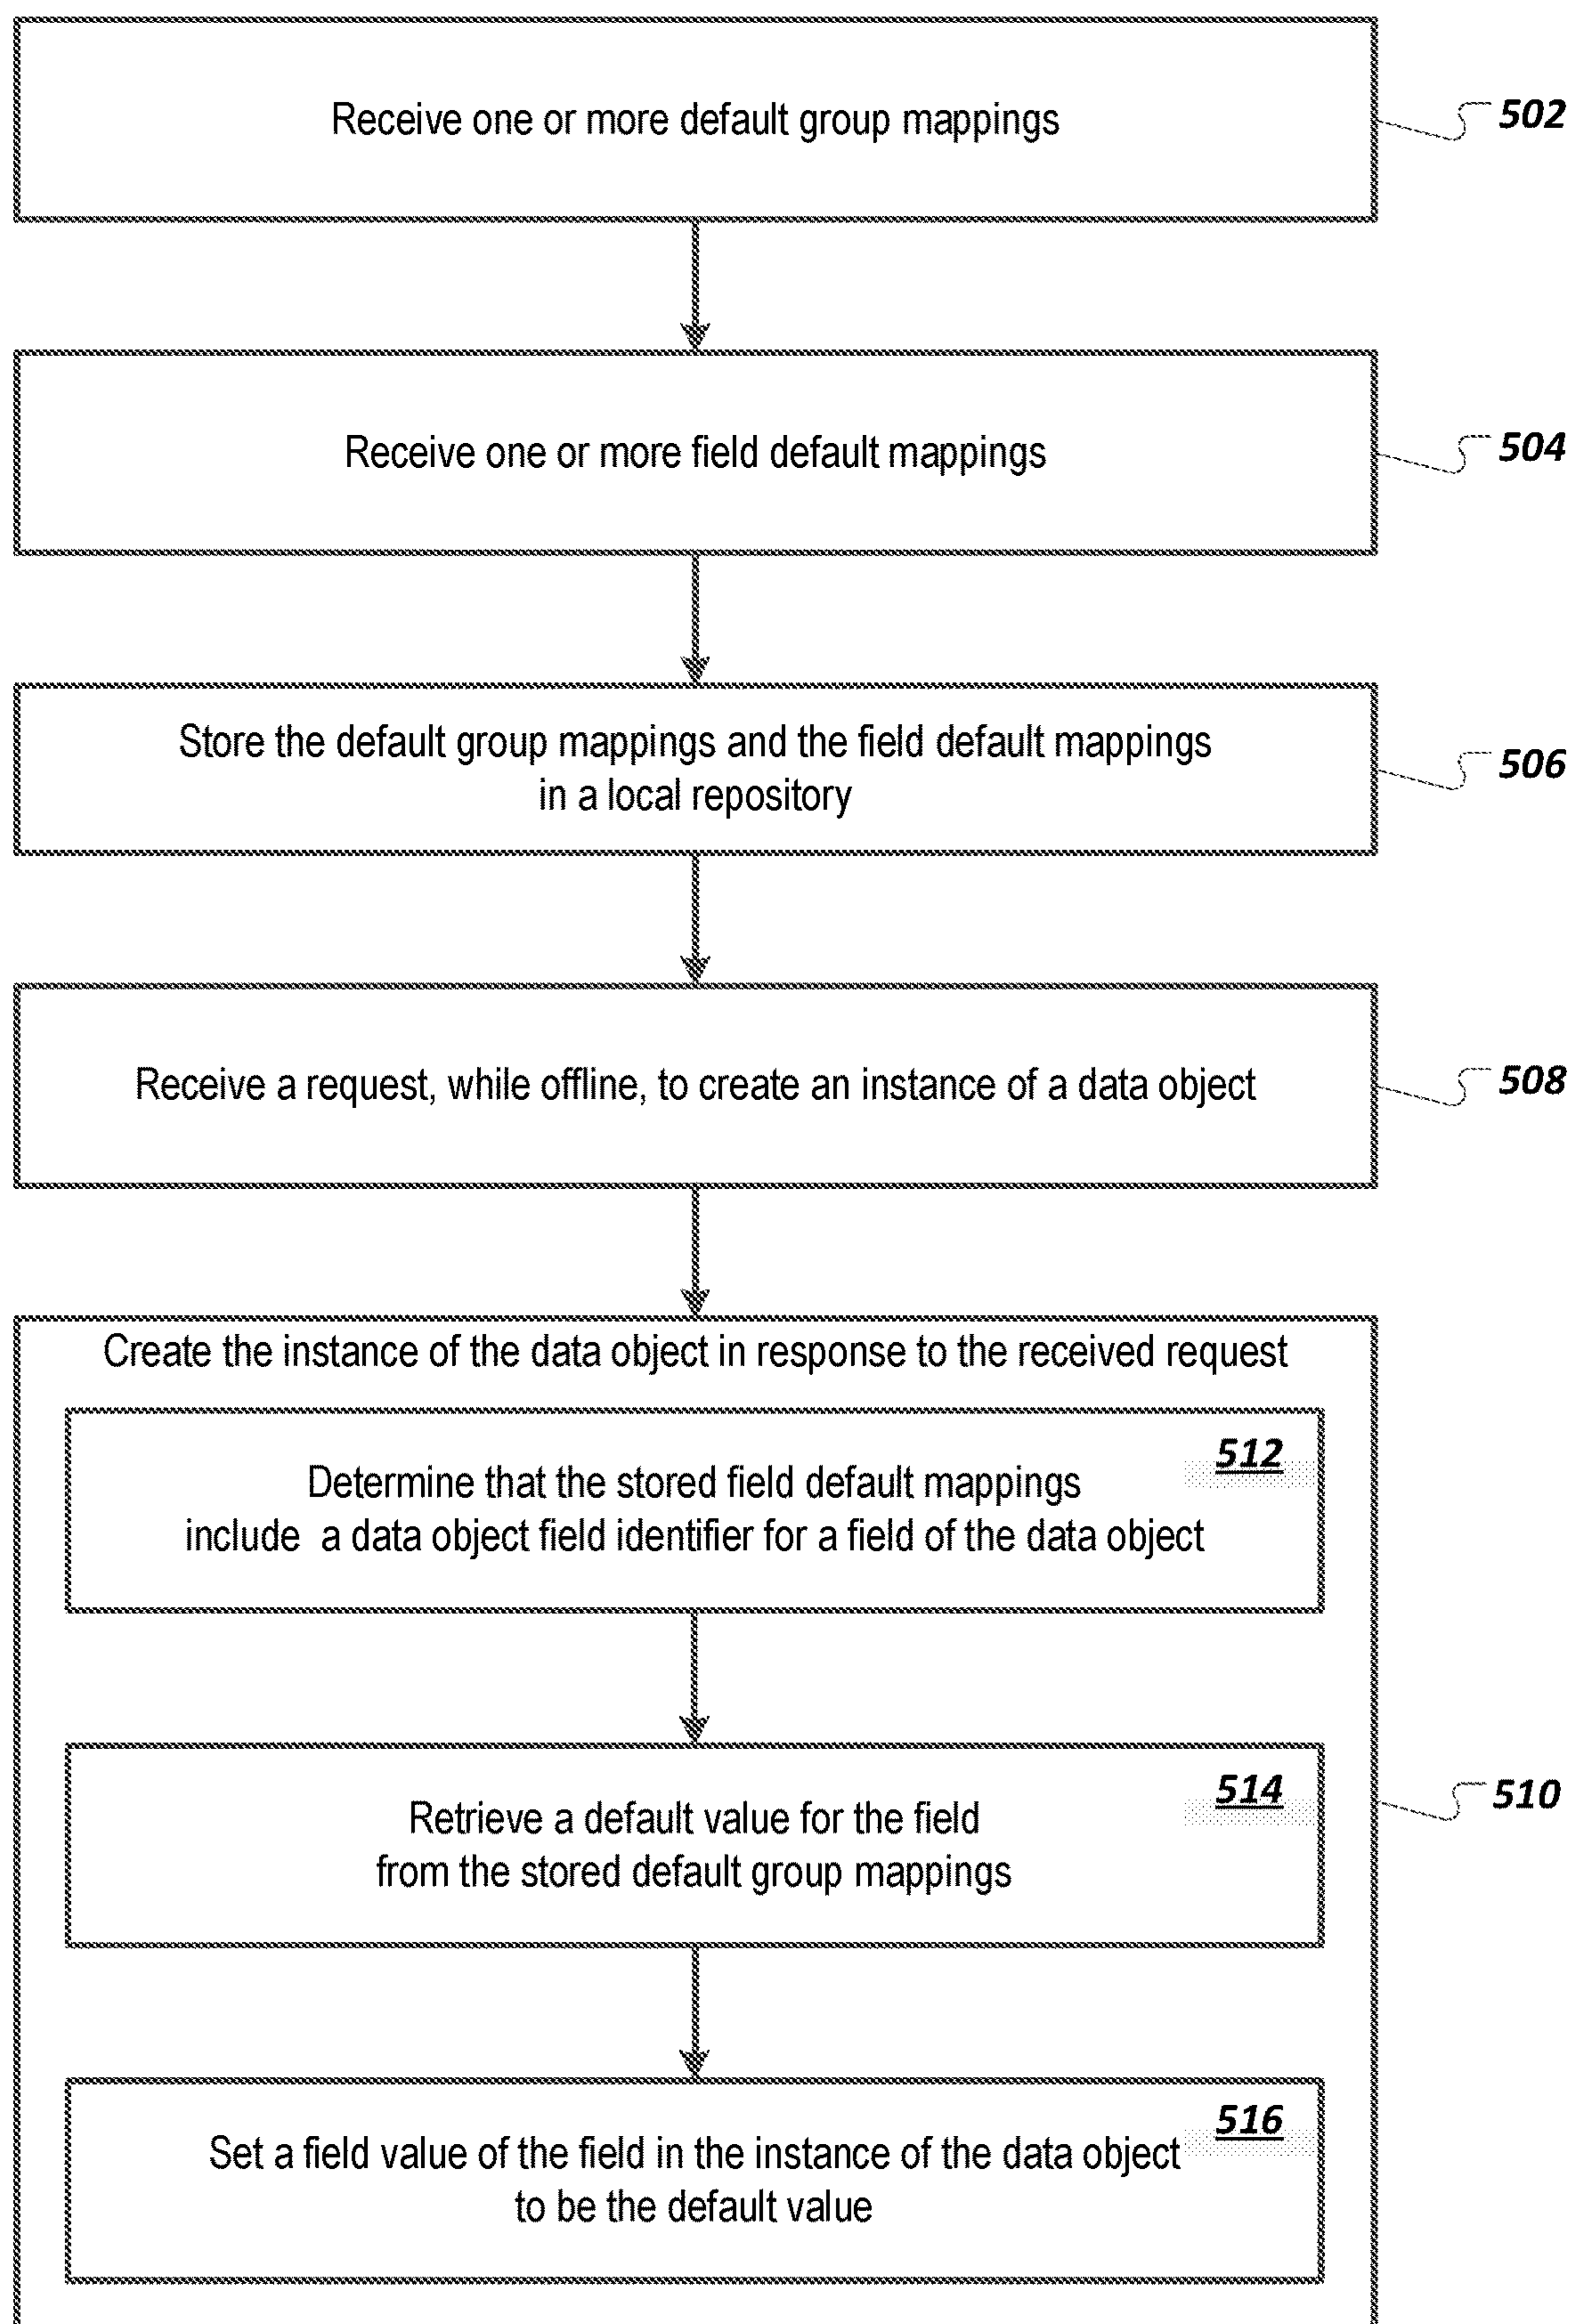 Receive one or more default group mappings
502
Receive one or more field default mappings
504
Store the default group mappings and the field default mappings
in a local repository
506
Receive a request, while offline, to create an instance of a data object
508
Create the instance of the data object in response to the received request
512
Determine that the stored field default mappings
include a data object field identifier for a field of the data object
514
Retrieve a default value for the field
from the stored default group mappings
510
516
Set a field value of the field in the instance of the data object
to be the default value